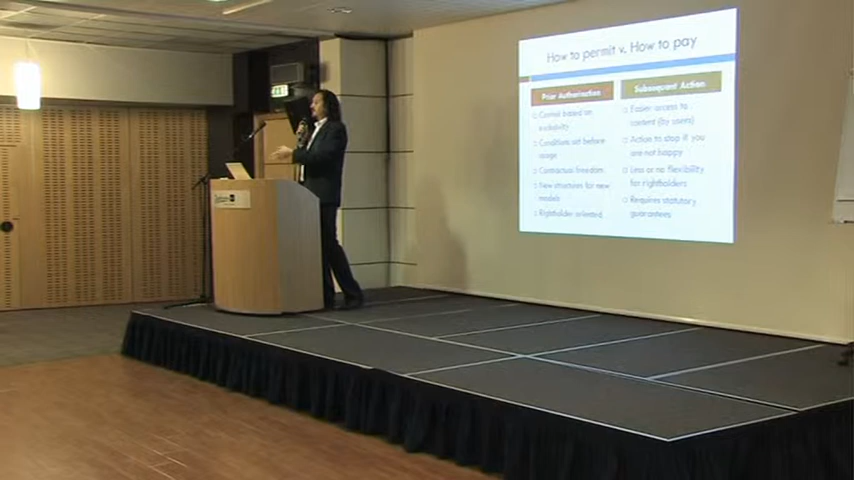 How to permit v. How to pay
Prior Authorisation
Control based on
exclusivity
Conditions set before
usage
Contractual freedom
New structures for new
models
Rightholder oriented
Subsequent Action
Easier access to
content (by users)
Action to stop if you
are not happy
Less or no flexibility
for rightholders
Requires statutory
guarantees